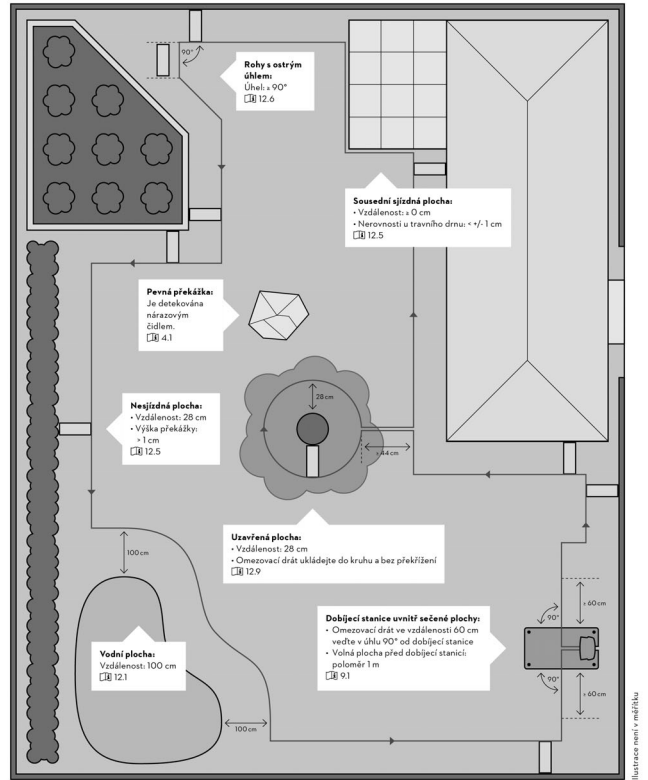 90°
Rohy s ostrým
úhlem:
Úhel: ≥ 90°
12.6
Sousední sjízdná plocha:
• Vzdálenost: ≥ 0 cm
• Nerovnosti u travního drnu: < +/- 1 cm
12.5
Pevná překážka:
Je detekována
nárazovým
čidlem.
4.1
28 cm
Nesjízdná plocha:
• Vzdálenost: 28 cm
• Výška překážky:
> 1 cm
12.5
≥ 44 cm
Uzavřená plocha:
• Vzdálenost: 28 cm
• Omezovací drát ukládejte do kruhu a bez překřížení
12.9
100 cm
≥ 60 cm
Dobíjecí stanice uvnitř sečené plochy:
• Omezovací drát ve vzdálenosti 60 cm
veďte v úhlu 90° od dobíjecí stanice
• Volná plocha před dobíjecí stanicí:
poloměr 1 m
9.1
90°
90°
Vodní plocha:
Vzdálenost: 100 cm
12.1
≥ 60 cm
100 cm
Ilustrace není v měřítku